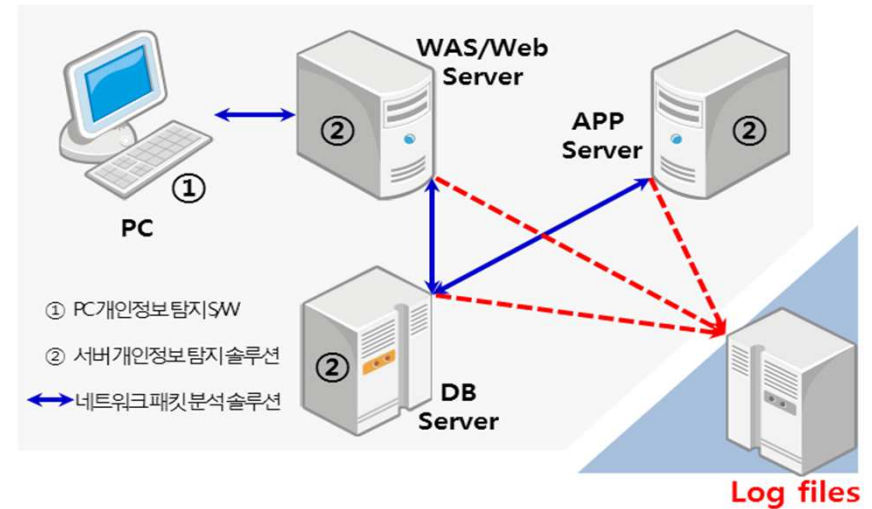 WAS/Web
Server
②
APP
Server
②
①
PC
① PC개인정보탐지S/W
② 서버개인정보탐지솔루션
네트워크패킷분석솔루션
②
DB
Server
Log files